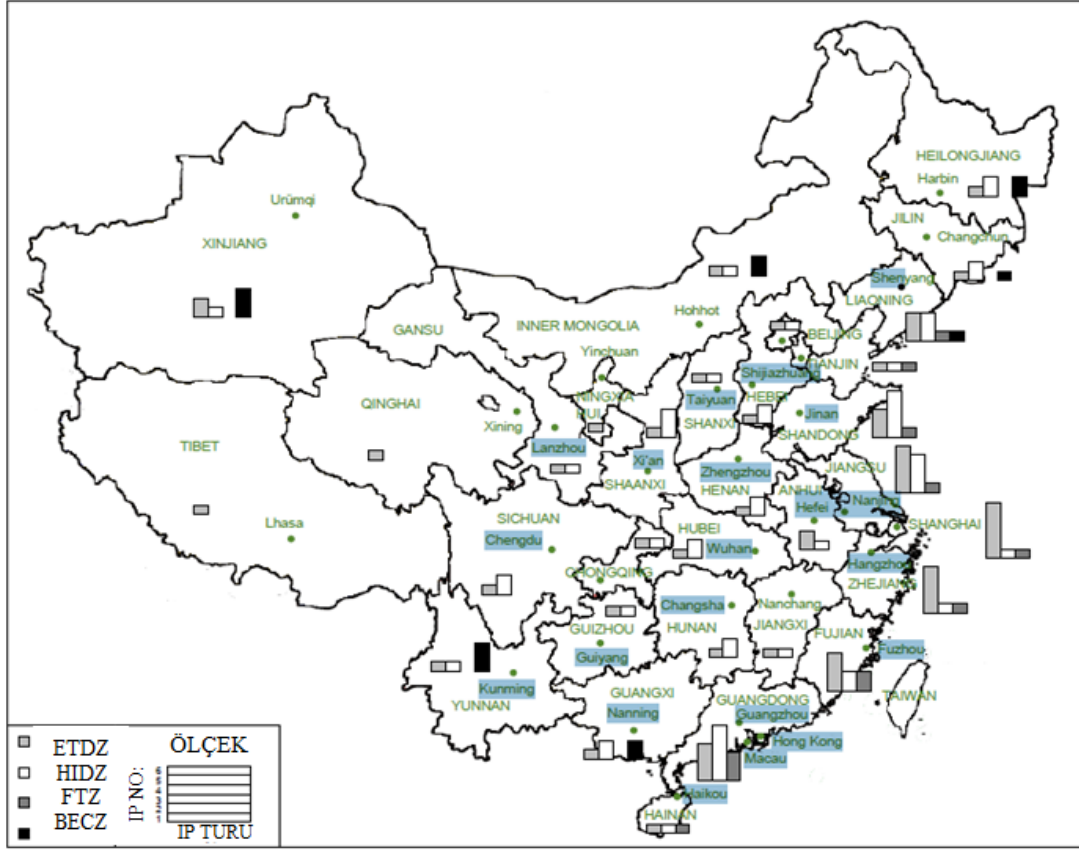 HEILONGJIANG
Harbin
JILIN
Changchun
Urümqi
XINJIANG
Shenyang
LIAONING
Hohhot
GANSU
INNER MONGOLIA
BEIJING
Yinchuan
TIANJIN
Shijiazhuang
NINGXIA
HUI
HEBEI
Taiyuan
QINGHAI
Xining
Jinan
SHANXI
SHANDONG
TIBET
Lanzhou
Xi'an
Zhengzhou
JIANGSU
SHAANXI
HENAN
ANHUI
Nanjing
Hefei
SICHUAN
HUBEI
SHANGHAI
Lhasa
Chengdu
Wuhan
Hangzhou
CHONGQING
ZHEJIANG
Changsha
Nanchang
GUIZHOU
HUNAN
JIANGXI
FUJIAN
Guiyang
Fuzhou
Kunming
GUANGXI
GUANGDONG
TAIWAN
YUNNAN
Nanning
Guangzhou
Hong Kong
Macau
Haikou
HAINAN
ETDZ
HIDZ
FTZ
BECZ
ÖLÇEK
IP NO:
IP TURU